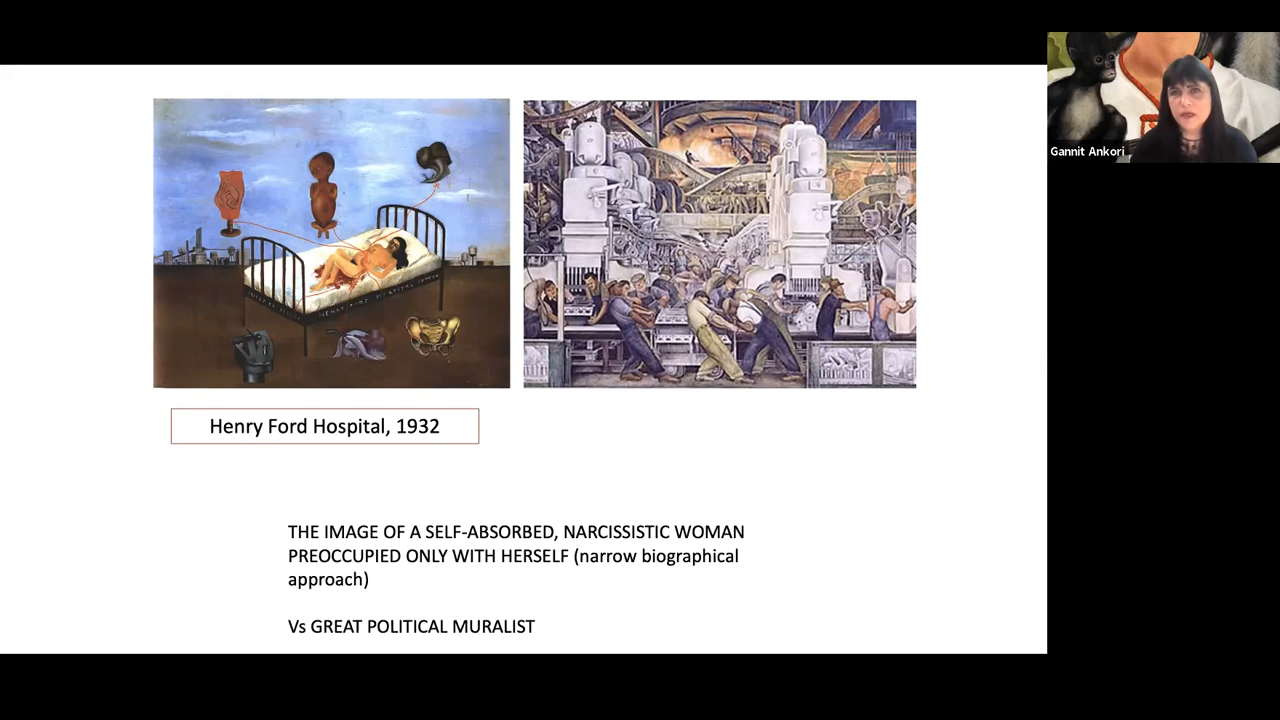 Gannit Ankori
Henry Ford Hospital, 1932
THE IMAGE OF A SELF-ABSORBED, NARCISSISTIC WOMAN
PREOCCUPIED ONLY WITH HERSELF (narrow biographical
approach)
Vs GREAT POLITICAL MURALIST